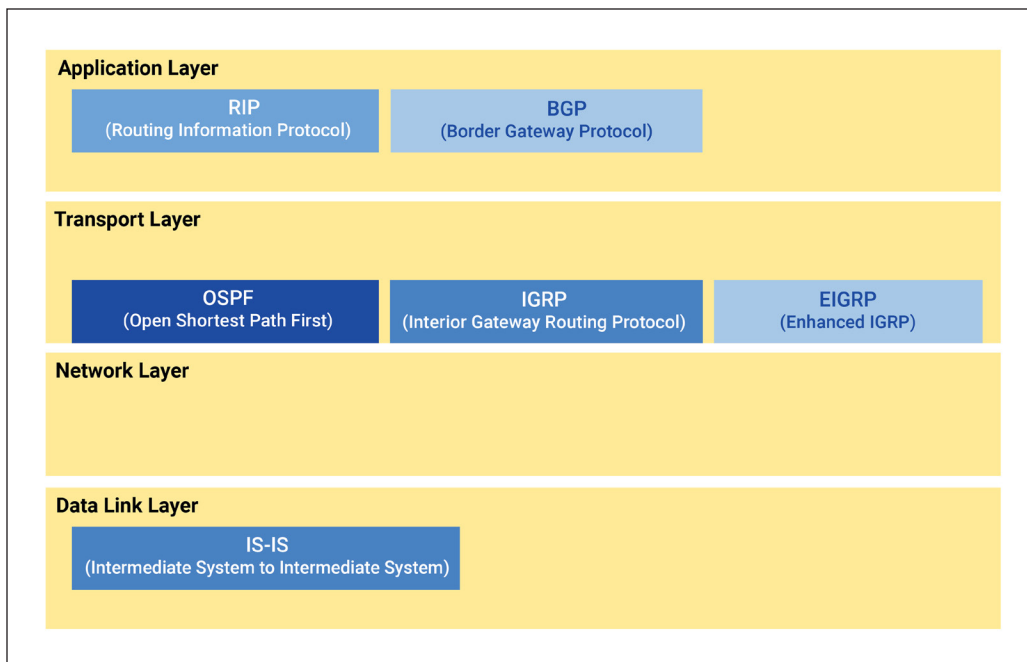 Application Layer
RIP
(Routing Information Protocol)
BGP
(Border Gateway Protocol)
Transport Layer
OSPF
(Open Shortest Path First)
IGRP
(Interior Gateway Routing Protocol)
EIGRP
(Enhanced IGRP)
Network Layer
Data Link Layer
IS-IS
(Intermediate System to Intermediate System)